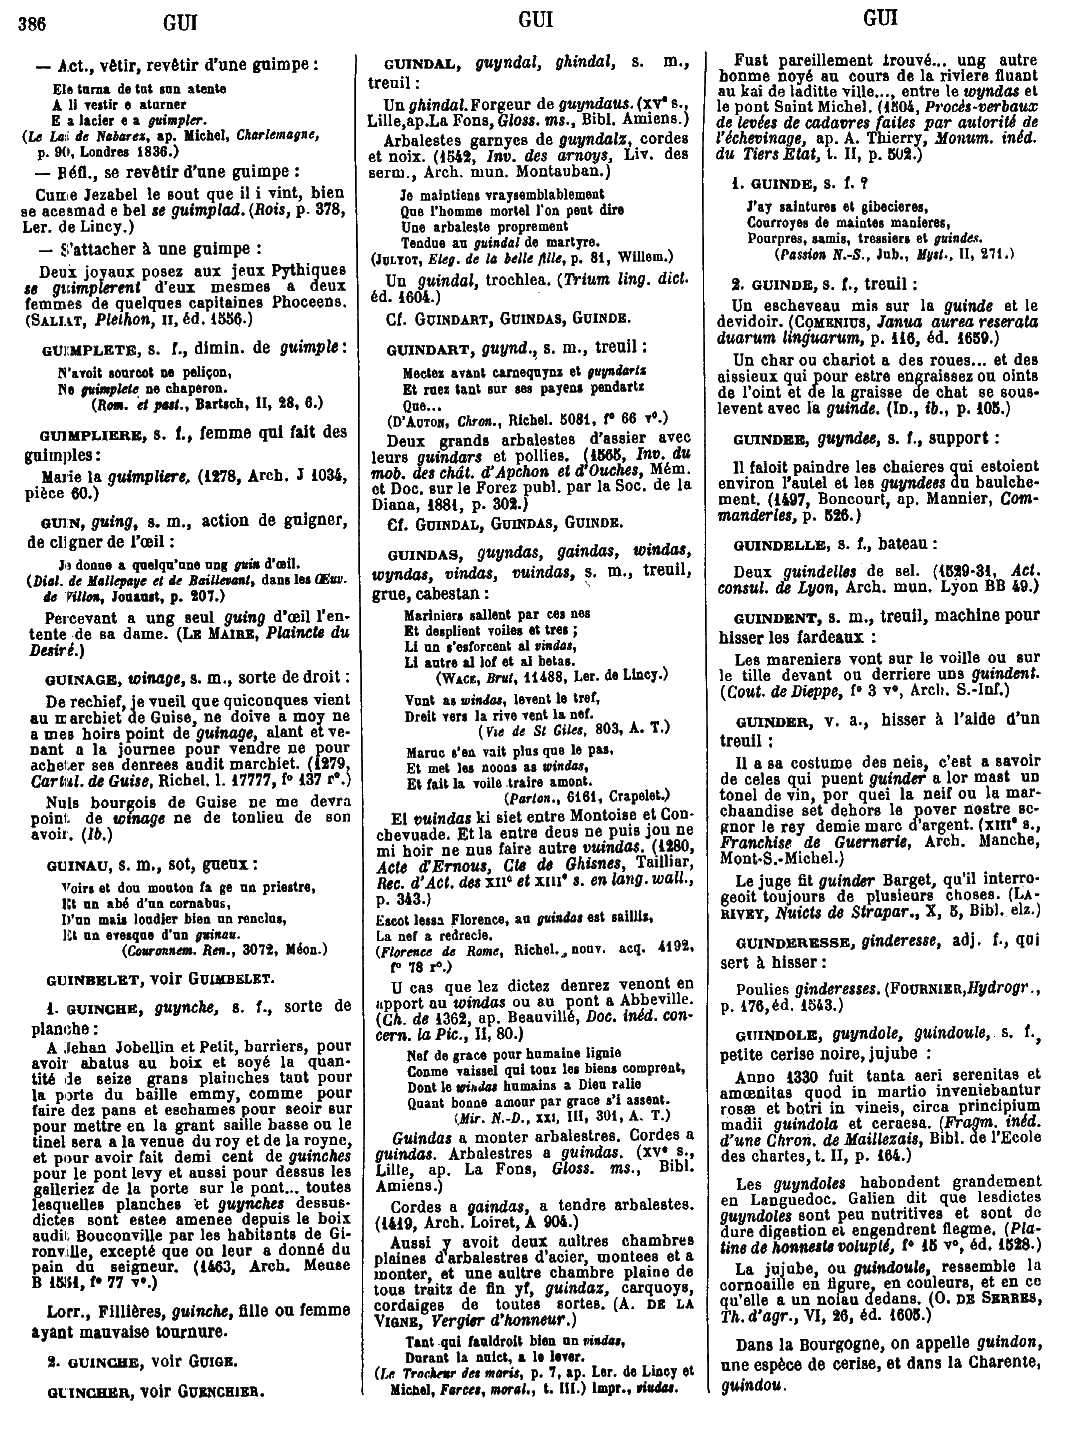 386 GUI GUI GUI
— Act., vêtir, revêtir d'une guimpe :
Ele turna de tut sun atente
A li vestir e aturner
E a lacier e a guimpler.
(Le Lai de Nabarez, ap. Michel, Charlemagne,
p. 90, Londres 1836.)
— Réfl., se revêtir d'une guimpe :
Cume Jezabel le sout que il i vint, bien
se acesmad e bel se guimplad. (Rois, p. 378,
Ler. de Lincy.)
— S'attacher à une guimpe :
Deux joyaux posez aux jeux Pythiques
se guimplerent d'eux mesmes a deux
femmes de quelques capitaines Phoceens.
(SALIAT, Plethon, II, éd. 1556.)
GUIMPLETE, s. f., dimin. de guimple :
N'avoit sourcot ne peliçon,
Ne guimplete ne chaperon.
(Rom. et past., Bartsch, II, 28, 6.)
GUIMPLIERE, s. f., femme qui fait des
guimples :
Marie la guimpliere. (1278, Arch. J 1034,
pièce 60.)
GUIN, guing, s. m., action de guigner,
de cligner de l'œil :
Je donne a quelqu'une ung guin d'œil.
(Dial. de Mallepaye et de Baillevant, dans les Œuv.
de Villon, Jouaust, p. 207.)
Percevant a ung seul guing d'œil l'en-
tente de sa dame. (LE MAIRE, Plaincte du
Desiré.)
GUINAGE, winage, s. m., sorte de droit :
De rechief, je vueil que quiconques vient
au marchiet de Guise, ne doive a moy ne
a mes hoirs point de guinage, alant et ve-
nant a la journee pour vendre ne pour
acheter ses denrees audit marchiet. (1279,
Cartul. de Guise, Richel. l. 17777, f° 137 r°.)
Nuls bourgois de Guise ne me devra
point de winage ne de tonlieu de son
avoir. (Ib.)
GUINAU, s. m., sot, gueux :
Voirs et dou mouton fa ge un priestre,
Et un abé d'un cornabus,
D'un mais loudier bien un renclus,
Et un evesque d'un guinau.
(Couronnem. Ren., 3072, Méon.)
GUINBELET, voir GUIMBELET.
1. GUINCHE, guynche, s. f., sorte de
planche :
A Jehan Jobellin et Petit, burriers, pour
avoir abatus au boix et soyé la quan-
tité de seize grans plainches tant pour
la porte du baille emmy, comme pour
faire dez pans et eschames pour seoir sur
pour mettre en la grant saille basse ou le
tinel sera a la venue du roy et de la royne,
et pour avoir fait demi cent de guinches
pour le pont levy et aussi pour dessus les
galleriez de la porte sur le pont... toutes
lesquelles planches et guynches dessus-
dictes sont estee amenee depuis le boix
audit Bouconville par les habitants de Gi-
ronville, excepté que on leur a donné du
pain du seigneur. (1463, Arch. Meuse
B 1531, f° 77 v°.)
Lorr., Fillières, guinche, fille ou femme
ayant mauvaise tournure.
2. GUINCHE, voir GUIGE.
GUINCHER, voir GUENCHIER.
GUINDAL, guyndal, ghindal, s. m.,
treuil :
Un ghindal. Forgeur de guyndaus. (XVe s.,
Lille, ap. La Fons, Gloss. ms., Bibl. Amiens.)
Arbalestes garnyes de guyndalz, cordes
et noix. (1542, Inv. des arnoys, Liv. des
serm., Arch. mun. Montauban.)
Je maintiens vraysemblablement
Que l'homme mortel l'on peut dire
Une arbaleste proprement
Tendue au guindal de martyre.
(JULYOT, Eleg. de la belle fille, p. 81, Willem.)
Un guindal, trochlea. (Trium ling. dict.
éd. 1604.)
Cf. GUINDART, GUINDAS, GUINDE.
GUINDART, guynd., s. m., treuil :
Mectez avant carnequynz et guyndartz
Et ruez tant sur ses payens pendartz
Que...
(D'AUTON, Chron., Richel. 5081, f° 66 v°.)
Deux grands arbalestes d'assier avec
leurs guindars et pollies. (1565, Inv. du
mob. des chât. d'Apchon et d'Ouches, Mém.
et Doc. sur le Forez publ. par la Soc. de la
Diana, 1881, p. 302.)
Cf. GUINDAL, GUINDAS, GUINDE.
GUINDAS, guyndas, gaindas, windas,
wyndas, vindas, vuindas, s. m., treuil,
grue, cabestan :
Mariniers sallent par ces nes
Et desplient voiles et tres ;
Li un s'esforcent al vindas,
Li autre al lof et al betas.
(WACE, Brut, 11488, Ler. de Lincy.)
Vunt as windas, levent le tref,
Dreit vers la rive vent la nef.
(Vie de St Giles, 803, A. T.)
Maruc s'en vait plus que le pas,
Et met les noons as windas,
Et fait la voile traire amont.
(Parton., 6161, Crapelet.)
El vuindas ki siet entre Montoise et Con-
chevuade. Et la entre deus ne puis jou ne
mi hoir ne nus faire autre vuindas. (1280,
Acte d'Ernous, Cte de Ghisnes, Tailliar,
Rec. d'Act. des XIIe et XIIIe s. en lang. wall.,
p. 343.)
Escot lessa Florence, au guindas est saillis,
La nef a redrecie.
(Florence de Rome, Richel., nouv. acq. 4192,
f° 78 r°.)
U cas que lez dictez denrez venont en
apport au windas ou au pont a Abbeville.
(Ch. de 1362, ap. Beauvillé, Doc. inéd. con-
cern. la Pic., II, 80.)
Nef de grace pour humaine lignie
Conme vaissel qui touz les biens comprent,
Dont le windas humains a Dieu ralie
Quant bonne amour par grace s'i assent.
(Mir. N.-D., XXI, III, 301, A. T.)
Guindas a monter arbalestres. Cordes a
guindas. Arbalestres a guindas. (XVe s.,
Lille, ap. La Fons, Gloss. ms., Bibl.
Amiens.)
Cordes a gaindas, a tendre arbalestes.
(1419, Arch. Loiret, A 904.)
Aussi y avoit deux aultres chambres
plaines d'arbalestres d'acier, montees et a
monter, et une aultre chambre plaine de
tous traitz de fin yf, guindaz, carquoys,
cordaiges de toutes sortes. (A. DE LA
VIGNE, Vergier d'honneur.)
Tant qui fauldroit bien un vindas,
Durant la nuict, a le lever.
(Le Trocheur des maris, p. 7, ap. Ler. de Lincy et
Michel, Farces, moral., t. III.) Impr., viudas.
Fust pareillement trouvé... ung autre
homme noyé au cours de la riviere fluant
au kai de laditte ville..., entre le wyndas et
le pont Saint Michel. (1504, Procés-verbaux
de levées de cadavres faites par autorité de
l'échevinage, ap. A. Thierry, Monum. inéd.
du Tiers Etat, t. II, p. 502.)
1. GUINDE, s. f. ?
J'ay saintures et gibecieres,
Courroyes de maintes manieres,
Pourpres, samis, tressiers et guindes.
(Passion N.-S., Jub., Myst., II, 271.)
2. GUINDE, s. f., treuil :
Un escheveau mis sur la guinde et le
devidoir. (COMENIUS, Janua aurea reserata
duarum linguarum, p. 116, éd. 1659.)
Un char ou chariot a des roues... et des
aissieux qui pour estre engraissez ou oints
de l'oint et de la graisse de chat se sous-
levent avec la guinde. (ID., ib., p. 105.)
GUINDEE, guyndee, s. f., support :
Il faloit paindre les chaieres qui estoient
environ l'autel et les guyndees du baulche-
ment. (1497, Boncourt, ap. Mannier, Com-
manderies, p. 526.)
GUINDELLE, s. f., bateau :
Deux guindelles de sel. (1529-31, Act.
consul. de Lyon, Arch. mun. Lyon BB 49.)
GUINDENT, s. m., treuil, machine pour
hisser les fardeaux :
Les mareniers vont sur le voille ou sur
le tille devant ou derriere uns guindent.
(Cout. de Dieppe, f° 3 v°, Arch. S.-Inf.)
GUINDER, v. a., hisser à l'aide d'un
treuil :
Il a sa costume des neis, c'est a savoir
de celes qui puent guinder a lor mast un
tonel de vin, por quei la neif ou la mar-
chaandise set dehors le pover nostre se-
gnor le rey demie marc d'argent. (XIIIe s.,
Franchise de Guernerie, Arch. Manche,
Mont-S.-Michel.)
Le juge fit guinder Barget, qu'il interro-
geoit toujours de plusieurs choses. (LA-
RIVEY, Nuicts de Strapar., X, 5, Bibl. elz.)
GUINDERESSE, ginderesse, adj. f., qui
sert à hisser :
Poulies ginderesses. (FOURNIER, Hydrogr.,
p. 176, éd. 1543.)
GUINDOLE, guyndole, guindoule, s. f.,
petite cerise noire, jujube :
Anno 1330 fuit tanta aeri serenitas et
amœnitas quod in martio inveniebantur
rosæ et botri in vineis, circa principium
madii guindola et ceraesa. (Fragm. inéd.
d'une Chron. de Maillezais, Bibl. de l'Ecole
des chartes, t. II, p. 164.)
Les guyndoles habondent grandement
en Languedoc. Galien dit que lesdictes
guyndoles sont peu nutritives et sont de
dure digestion et engendrent flegme. (Pla-
tine de honneste volupté, f° 15 v°, éd. 1528.)
La jujube, ou guindoule, ressemble la
cornoaille en figure, en couleurs, et en ce
qu'elle a un noiau dedans. (O. DE SERRES,
Th. d'agr., VI, 26, éd. 1605.)
Dans la Bourgogne, on appelle guindon,
une espèce de cerise, et dans la Charente,
guindou.